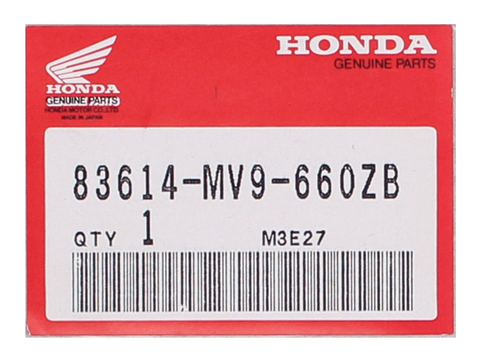 HONDA
GENUINE PARTS
HONDA
GENUINE PARTS
HONDA MOTOR CO., LTD.
MADE IN JAPAN
83614-MV9-660ZB
QTY 1 M3E27